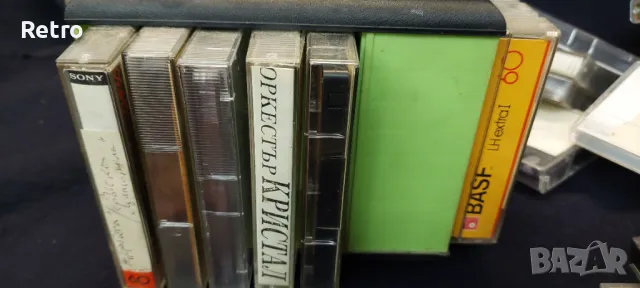 Retro
SONY
60
ОРКЕСТЪР КРИСТАЛ
BASF LH extra I 60
BAZAR